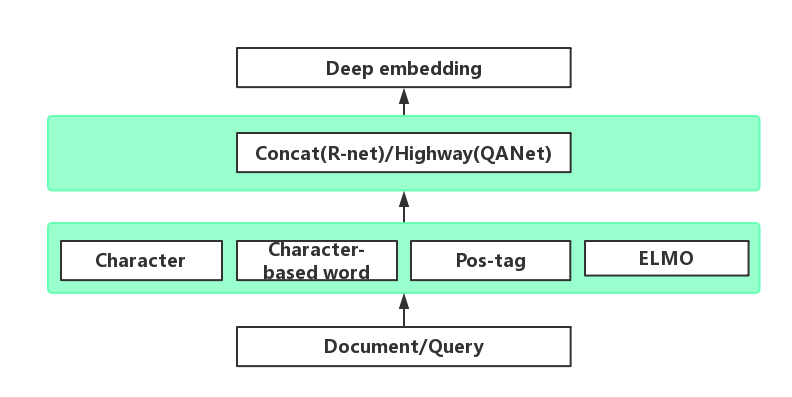 Deep embedding
Concat(R-net)/Highway(QANet)
Character
Character-
based word
Pos-tag
ELMO
Document/Query